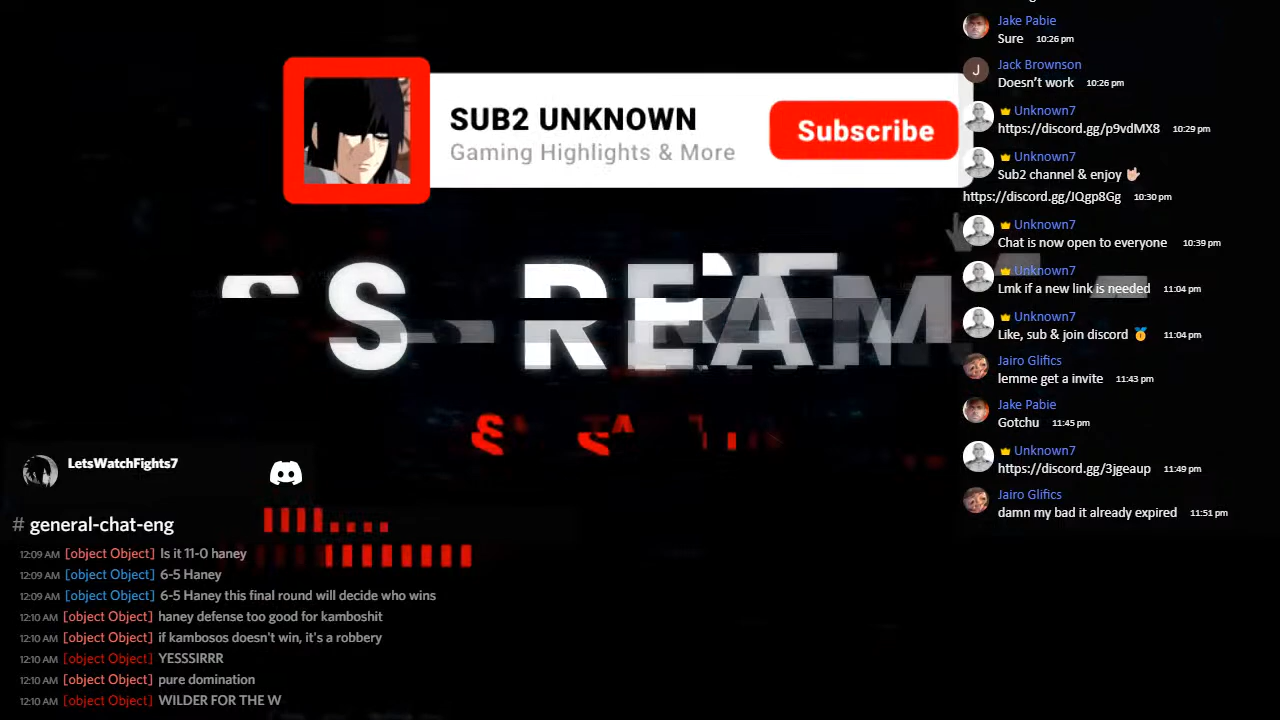 SUB2 UNKNOWN
Gaming Highlights & More
Subscribe
LetsWatchFights7
# general-chat-eng
12:09 AM [object Object] Is it 11-0 haney
12:09 AM [object Object] 6-5 Haney
12:09 AM [object Object] 6-5 Haney this final round will decide who wins
12:10 AM [object Object] haney defense too good for kamboshit
12:10 AM [object Object] if kambosos doesn't win, it's a robbery
12:10 AM [object Object] YESSSIRRR
12:10 AM [object Object] pure domination
12:10 AM [object Object] WILDER FOR THE W
Jake Pabie
Sure 10:26 pm
J
Jack Brownson
Doesn't work 10:26 pm
Unknown7
https://discord.gg/p9vdMX8 10:29 pm
Unknown7
Sub2 channel & enjoy 🤟🏻
https://discord.gg/JQgp8Gg 10:30 pm
Unknown7
Chat is now open to everyone 10:39 pm
Unknown7
Lmk if a new link is needed 11:04 pm
Unknown7
Like, sub & join discord 🥇 11:04 pm
Jairo Glifics
lemme get a invite 11:43 pm
Jake Pabie
Gotchu 11:45 pm
Unknown7
https://discord.gg/3jgeaup 11:49 pm
Jairo Glifics
damn my bad it already expired 11:51 pm